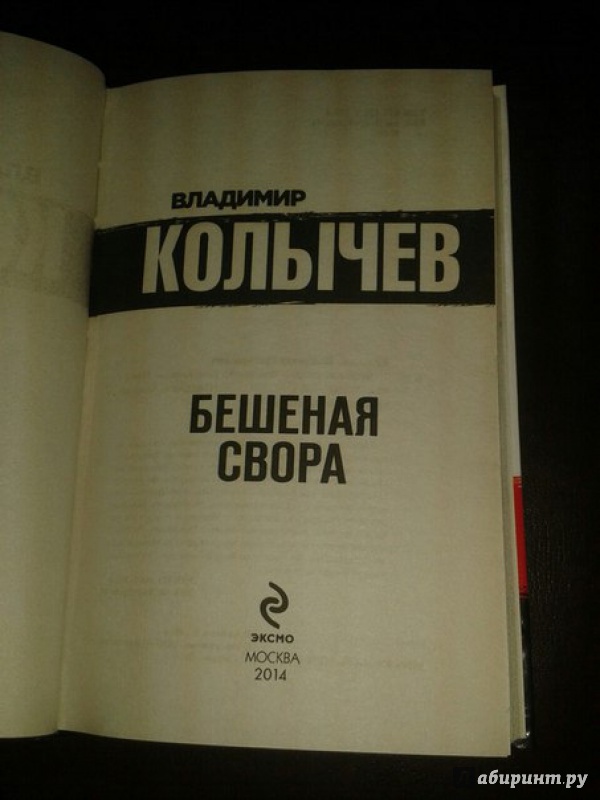 ВЛАДИМИР
КОЛЫЧЕВ
БЕШЕНАЯ
СВОРА
ЭКСМО
МОСКВА
2014
абиринт.ру